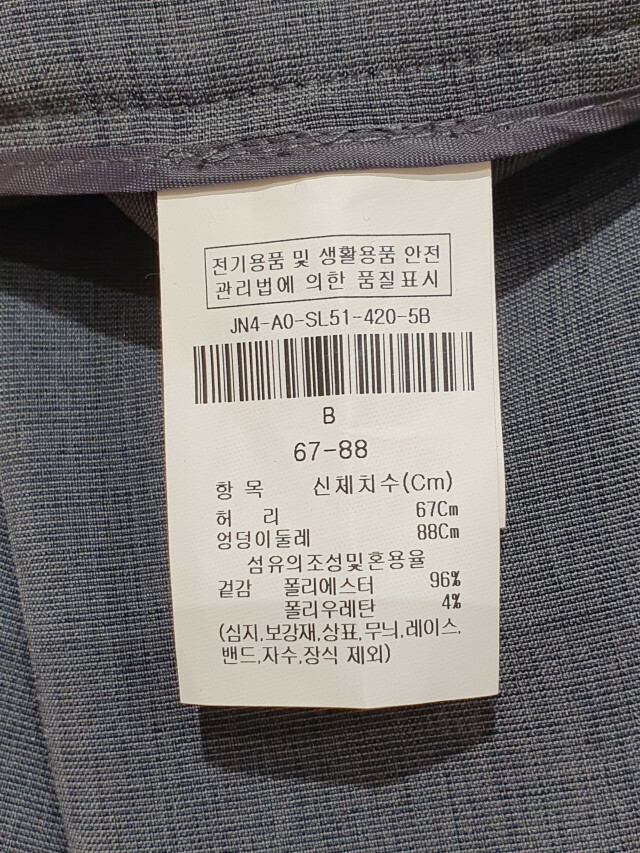 전기용품 및 생활용품 안전
관리법에 의한 품질표시
JN4-A0-SL51-420-5B
B
67-88
항 목 신체치수(Cm)
허 리 67Cm
엉덩이둘레 88Cm
섬유의조성및혼용율
겉감 폴리에스터 96%
폴리우레탄 4%
(심지,보강재,상표,무늬,레이스,
밴드,자수,장식 제외)